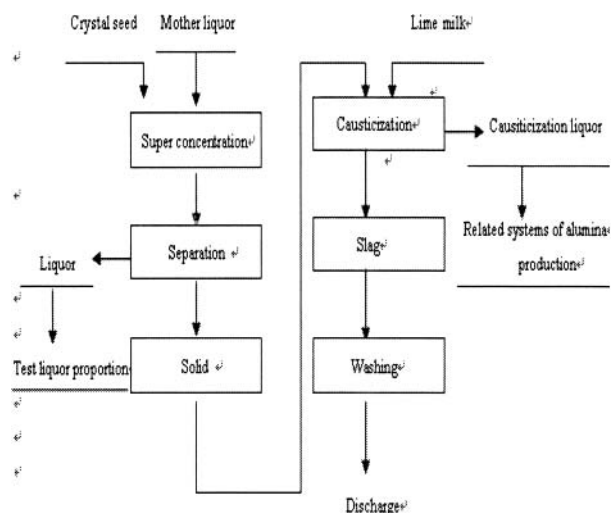 Crystal seed
Mother liquor
Super concentration
Separation
Liquor
Test liquor proportion
Solid
Lime milk
Causticization
Causiticization liquor
Related systems of alumina
production
Slag
Washing
Discharge